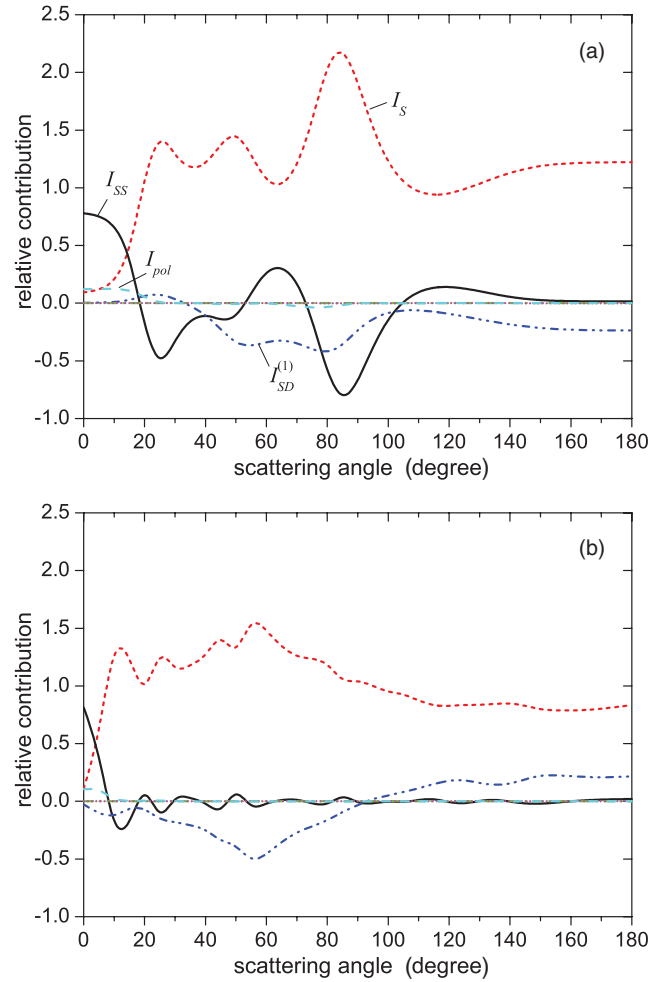 2.5
(a)
2.0
I_S
1.5
relative contribution
1.0
I_SS
0.5
I_pol
0.0
-0.5
I_SD^(1)
-1.0
0 20 40 60 80 100 120 140 160 180
scattering angle (degree)
2.5
(b)
2.0
1.5
relative contribution
1.0
0.5
0.0
-0.5
-1.0
0 20 40 60 80 100 120 140 160 180
scattering angle (degree)